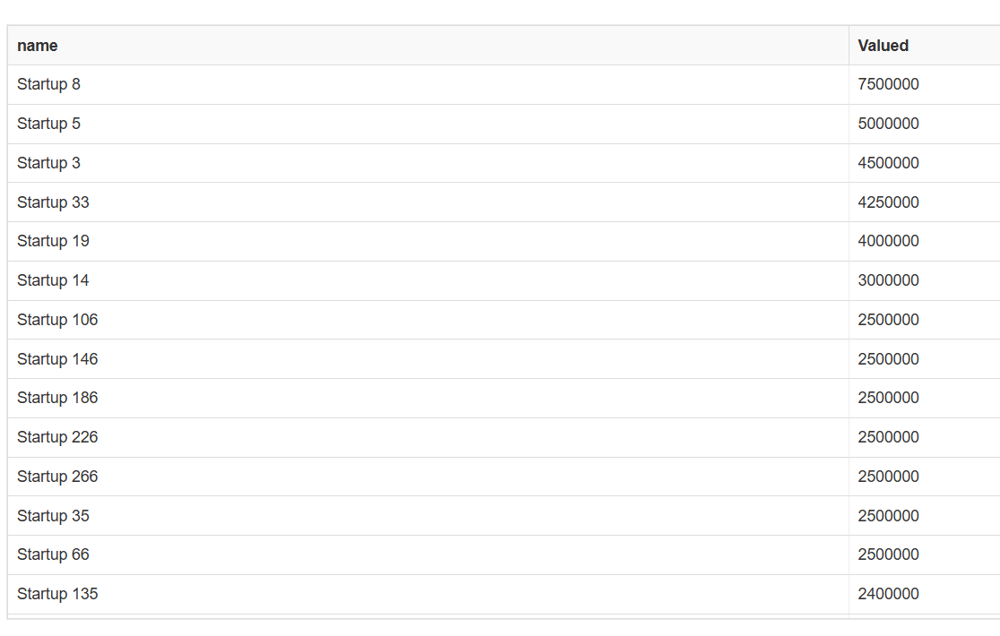 name Valued
Startup 8 7500000
Startup 5 5000000
Startup 3 4500000
Startup 33 4250000
Startup 19 4000000
Startup 14 3000000
Startup 106 2500000
Startup 146 2500000
Startup 186 2500000
Startup 226 2500000
Startup 266 2500000
Startup 35 2500000
Startup 66 2500000
Startup 135 2400000